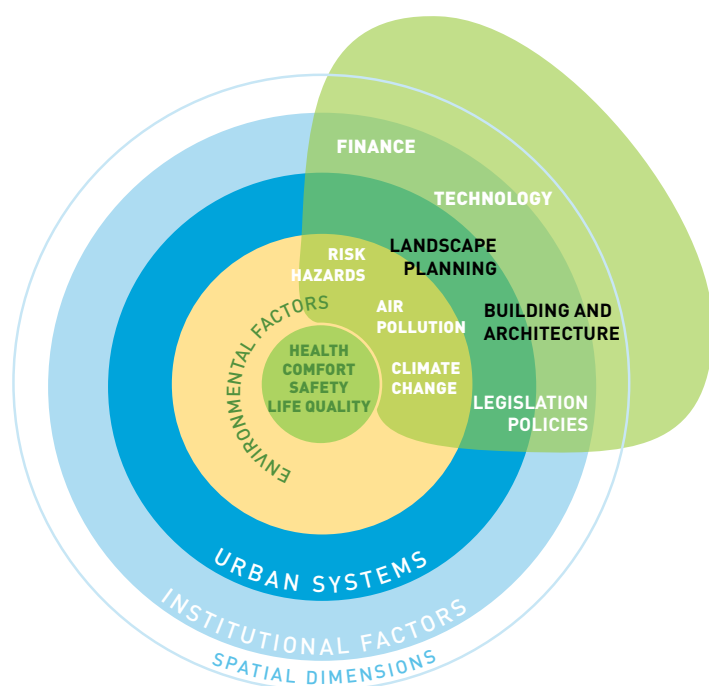 FINANCE
TECHNOLOGY
LANDSCAPE
PLANNING
RISK
HAZARDS
AIR
POLLUTION
BUILDING AND
ARCHITECTURE
ENVIRONMENTAL FACTORS
HEALTH
COMFORT
SAFETY
LIFE QUALITY
CLIMATE
CHANGE
LEGISLATION
POLICIES
URBAN SYSTEMS
INSTITUTIONAL FACTORS
SPATIAL DIMENSIONS